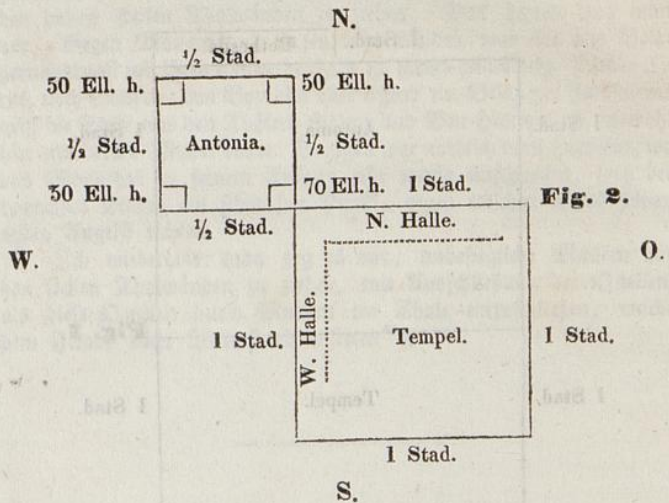 N.
½ Stad.
50 Ell. h. 50 Ell. h.
½ Stad. Antonia. ½ Stad.
50 Ell. h. 70 Ell. h. 1 Stad. Fig. 2.
½ Stad. N. Halle.
W. O.
W. Halle.
1 Stad. Tempel. 1 Stad.
1 Stad.
S.